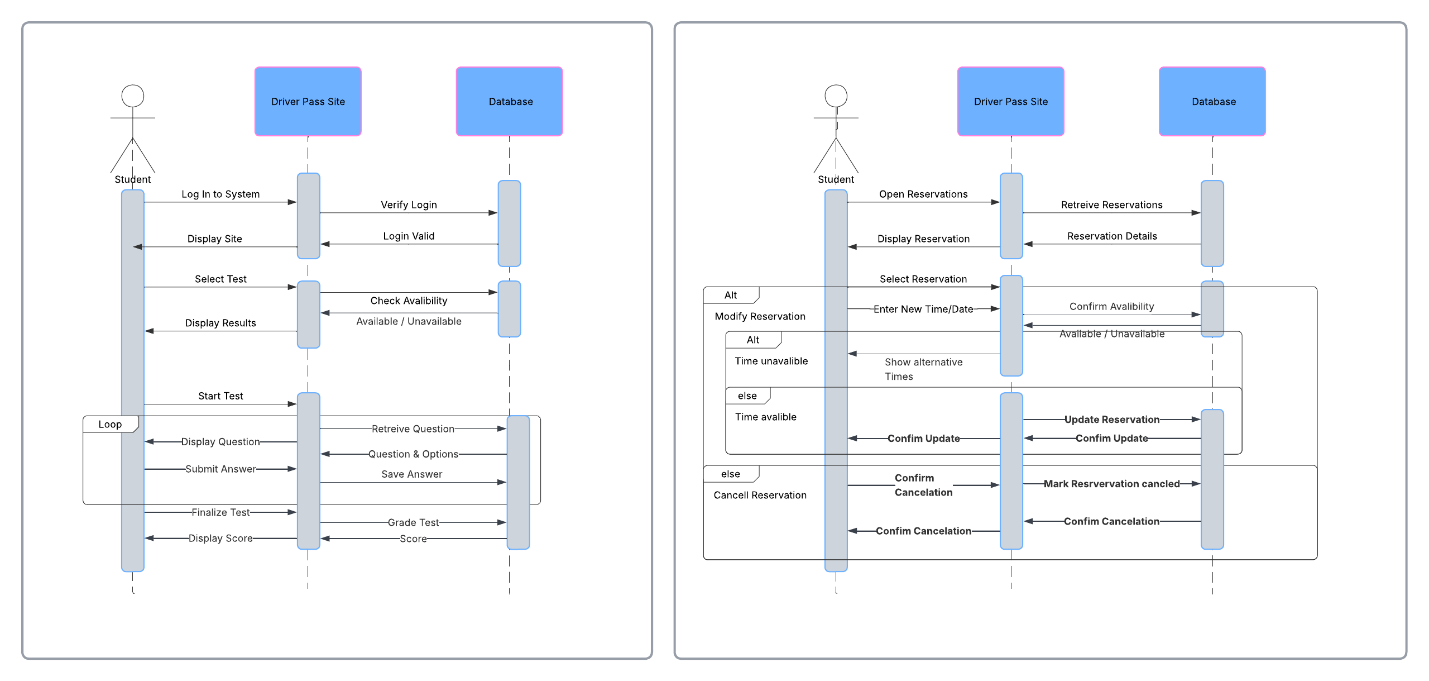 Driver Pass Site
Database
Student
Log In to System
Verify Login
Login Valid
Display Site
Select Test
Check Avalibility
Available / Unavailable
Display Results
Start Test
Loop
Retreive Question
Display Question
Question & Options
Submit Answer
Save Answer
Finalize Test
Grade Test
Display Score
Score
Driver Pass Site
Database
Student
Open Reservations
Retreive Reservations
Reservation Details
Display Reservation
Select Reservation
Alt
Modify Reservation
Enter New Time/Date
Confirm Avalibility
Available / Unavailable
Alt
Time unavalible
Show alternative
Times
else
Time avalible
Update Reservation
Confim Update
Confim Update
else
Cancell Reservation
Confirm
Cancelation
Mark Resrvervation cancled
Confim Cancelation
Confim Cancelation